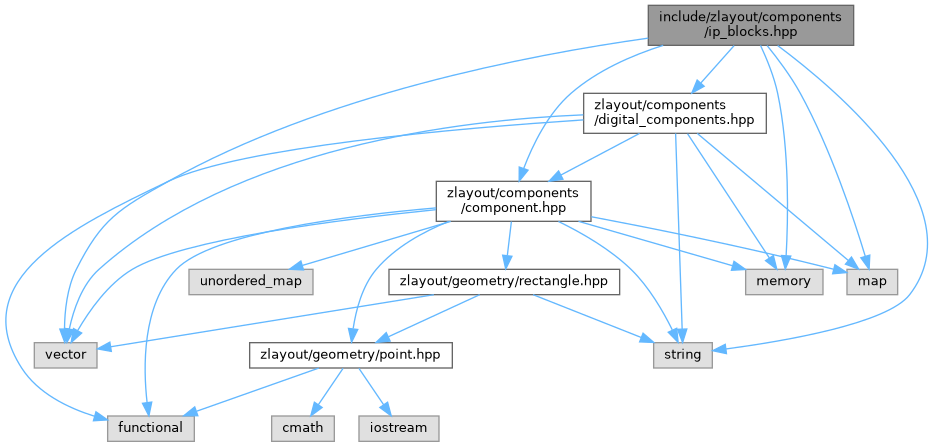 include/zlayout/components
/ip_blocks.hpp
zlayout/components
/digital_components.hpp
zlayout/components
/component.hpp
unordered_map
zlayout/geometry/rectangle.hpp
memory
map
vector
zlayout/geometry/point.hpp
string
functional
cmath
iostream